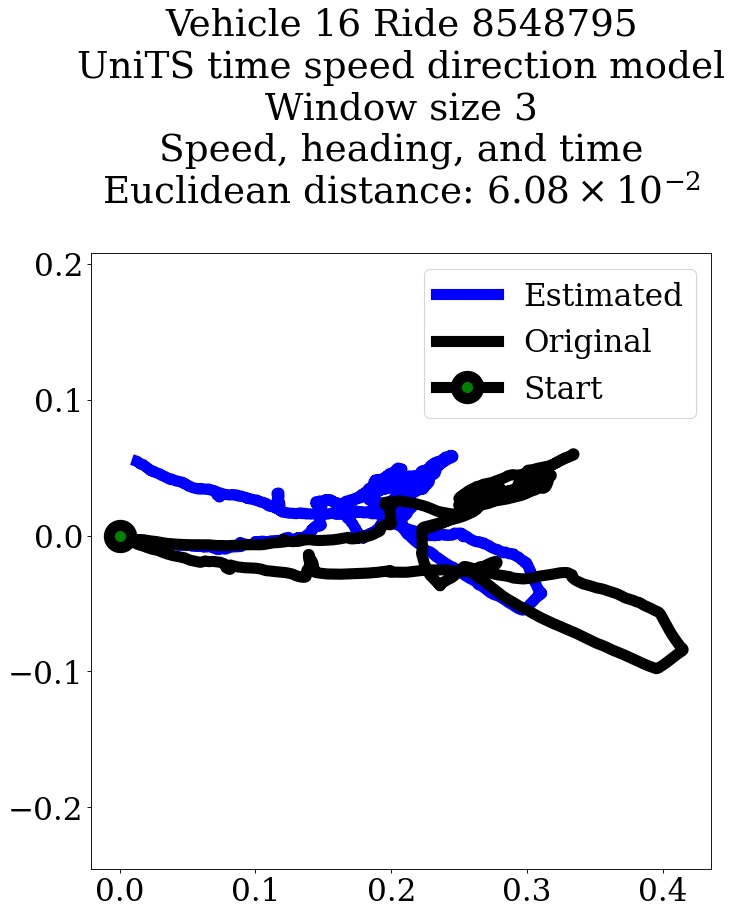 Vehicle 16 Ride 8548795
UniTS time speed direction model
Window size 3
Speed, heading, and time
Euclidean distance: 6.08 × 10⁻²
0.2
Estimated
Original
Start
0.1
0.0
−0.1
−0.2
0.0 0.1 0.2 0.3 0.4